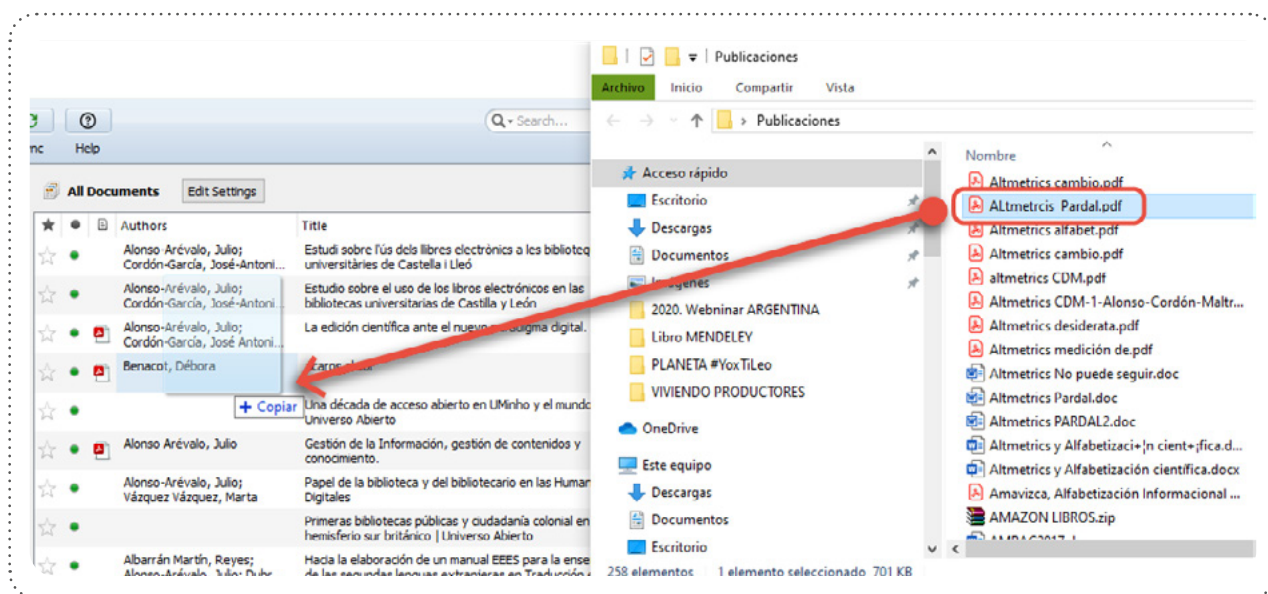 Publicaciones
Archivo Inicio Compartir Vista
Search...
Publicaciones
nc Help
Nombre
Acceso rápido
All Documents Edit Settings
Escritorio
Descargas
Documentos
Imágenes
2020. Webninar ARGENTINA
Libro MENDELEY
PLANETA #YoxTiLeo
VIVIENDO PRODUCTORES
OneDrive
Este equipo
Descargas
Documentos
Escritorio
258 elementos 1 elemento seleccionado 701 KB
Altmetrics cambio.pdf
ALtmetrcis Pardal.pdf
Altmetrics alfabet.pdf
Altmetrics cambio.pdf
altmetrics CDM.pdf
Altmetrics CDM-1-Alonso-Cordón-Maltr...
Altmetrics desiderata.pdf
Altmetrics medición de.pdf
Altmetrics No puede seguir.doc
Altmetrics Pardal.doc
Altmetrics PARDAL2.doc
Altmetrics y Alfabetizaci+¦n cient+¡fica.d...
Altmetrics y Alfabetización científica.docx
Amavizca, Alfabetización Informacional ...
AMAZON LIBROS.zip
Authors Title
Alonso-Arévalo, Julio; Estudi sobre l'ús dels llibres electrònics a les biblioteq
Cordón-García, José-Antoni... universitàries de Castella i Lleó
Alonso-Arévalo, Julio; Estudio sobre el uso de los libros electrónicos en las
Cordón-García, José-Antoni... bibliotecas universitarias de Castilla y León
Alonso-Arévalo, Julio; La edición científica ante el nuevo digma digital.
Cordón-García, José Antoni...
Benacot, Débora
+ Copiar Una década de acceso abierto en UMinho y el mundo
Universo Abierto
Alonso Arévalo, Julio Gestión de la Información, gestión de contenidos y
conocimiento.
Alonso-Arévalo, Julio; Papel de la biblioteca y del bibliotecario en las Human
Vázquez Vázquez, Marta Digitales
Primeras bibliotecas públicas y ciudadanía colonial en
hemisferio sur británico | Universo Abierto
Albarrán Martín, Reyes; Hacia la elaboración de un manual EEES para la ense
Alonso-Arévalo, Julio; Dubr de las segundas lenguas extranjeras en Traducción